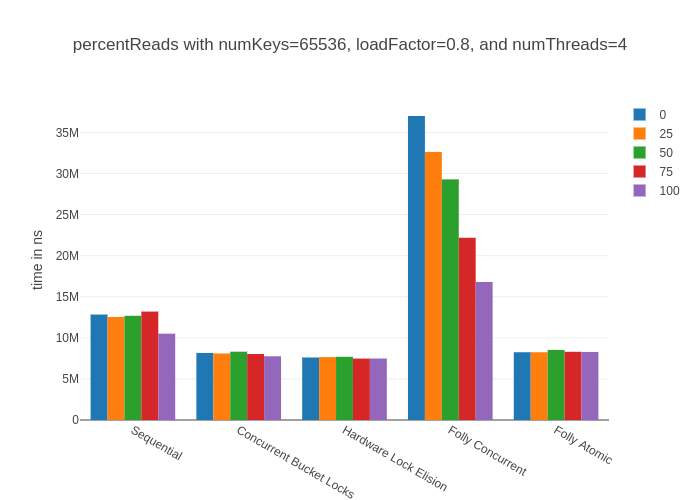 percentReads with numKeys=65536, loadFactor=0.8, and numThreads=4
0
25
50
75
100
35M
30M
25M
20M
15M
10M
5M
0
time in ns
Sequential
Concurrent Bucket Locks
Hardware Lock Elision
Folly Concurrent
Folly Atomic